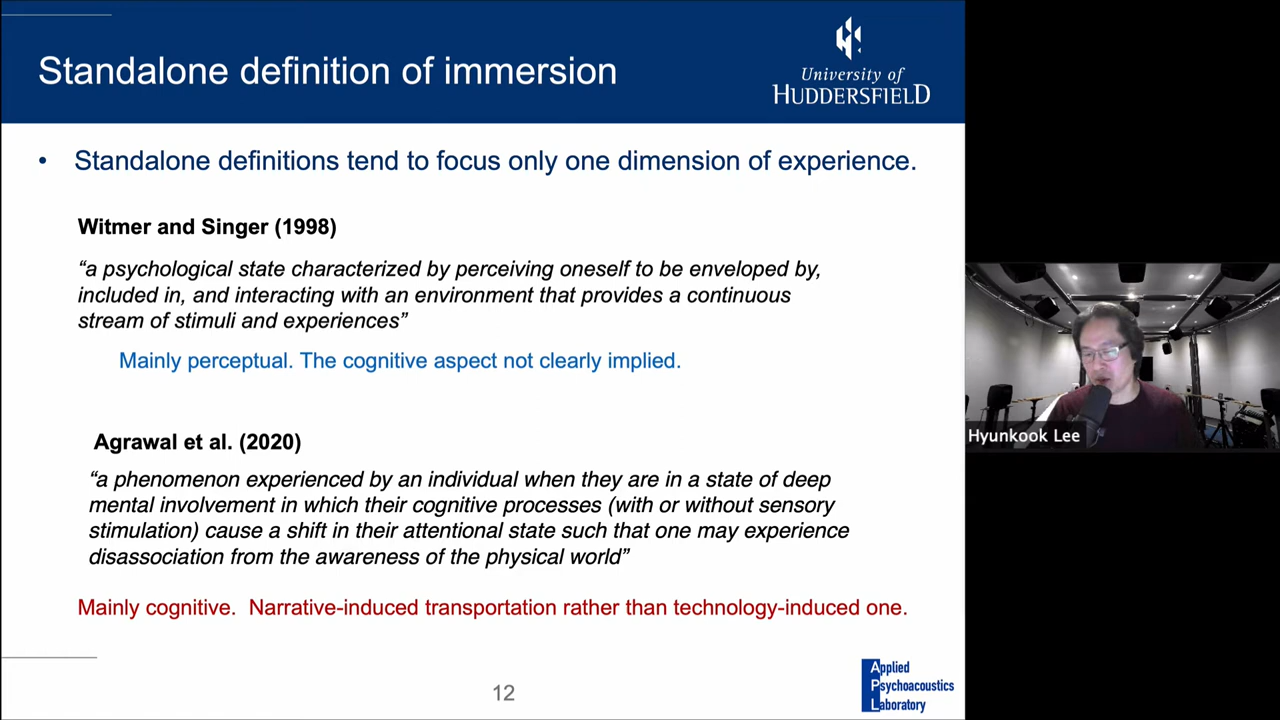 Standalone definition of immersion
University of
HUDDERSFIELD
• Standalone definitions tend to focus only one dimension of experience.
Witmer and Singer (1998)
“a psychological state characterized by perceiving oneself to be enveloped by,
included in, and interacting with an environment that provides a continuous
stream of stimuli and experiences”
Mainly perceptual. The cognitive aspect not clearly implied.
Hyunkook Lee
Agrawal et al. (2020)
“a phenomenon experienced by an individual when they are in a state of deep
mental involvement in which their cognitive processes (with or without sensory
stimulation) cause a shift in their attentional state such that one may experience
disassociation from the awareness of the physical world”
Mainly cognitive. Narrative-induced transportation rather than technology-induced one.
12
Applied
Psychoacoustics
Laboratory